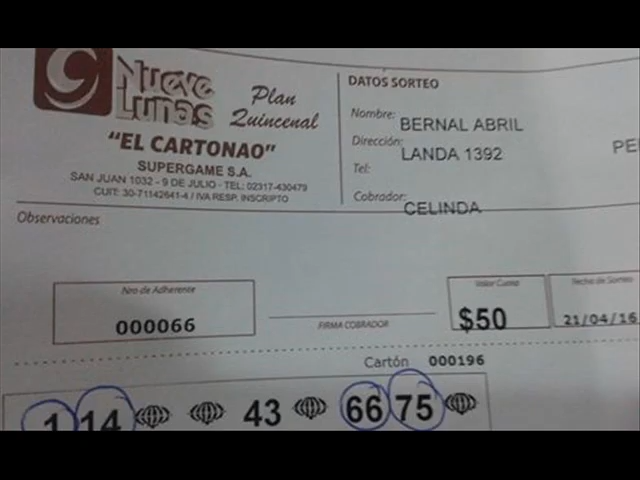 Nueve
Lunas
Plan
Quincenal
"EL CARTONAO"
SUPERGAME S.A.
SAN JUAN 1032 - 9 DE JULIO - TEL: 02317-430479
CUIT: 30-71142641-4 / IVA RESP. INSCRIPTO
DATOS SORTEO
Nombre: BERNAL ABRIL
Dirección: LANDA 1392
Tel: PE
Cobrador: CELINDA
Observaciones
Nro de Adherente
000066
FIRMA COBRADOR
Valor Cuota
$50
Fecha de Sorteo
21/04/16
Cartón 000196
1 14 43 66 75